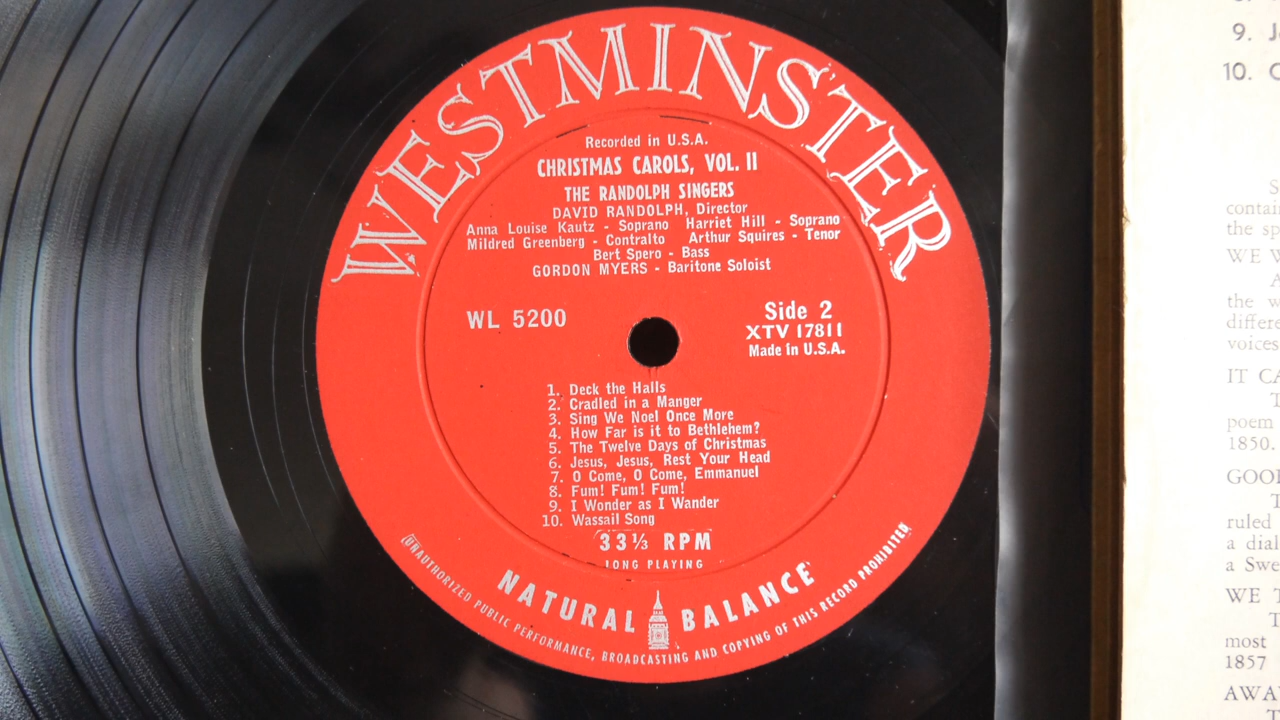 WESTMINSTER
Recorded in U.S.A.
CHRISTMAS CAROLS, VOL. II
THE RANDOLPH SINGERS
DAVID RANDOLPH, Director
Anna Louise Kautz - Soprano Harriet Hill - Soprano
Mildred Greenberg - Contralto Arthur Squires - Tenor
Bert Spero - Bass
GORDON MYERS - Baritone Soloist
WL 5200
Side 2
XTV 17811
Made in U.S.A.
1. Deck the Halls
2. Cradled in a Manger
3. Sing We Noel Once More
4. How Far is it to Bethlehem?
5. The Twelve Days of Christmas
6. Jesus, Jesus, Rest Your Head
7. O Come, O Come, Emmanuel
8. Fum! Fum! Fum!
9. I Wonder as I Wander
10. Wassail Song
33⅓ RPM
LONG PLAYING
NATURAL BALANCE
(UNAUTHORIZED PUBLIC PERFORMANCE, BROADCASTING AND COPYING OF THIS RECORD PROHIBITED)
9.
10.
the
WE
the
differe
voices
IT
poem
1850.
ruled
a dial
a Swe
WE
most
1857